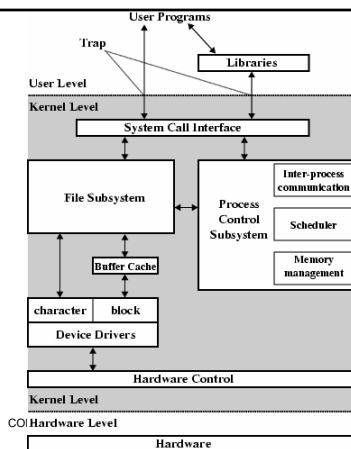 User Programs
Trap
Libraries
User Level
Kernel Level
System Call Interface
File Subsystem
Process
Control
Subsystem
Inter-process
communication
Scheduler
Memory
management
Buffer Cache
character block
Device Drivers
Hardware Control
Kernel Level
COI
Hardware Level
Hardware